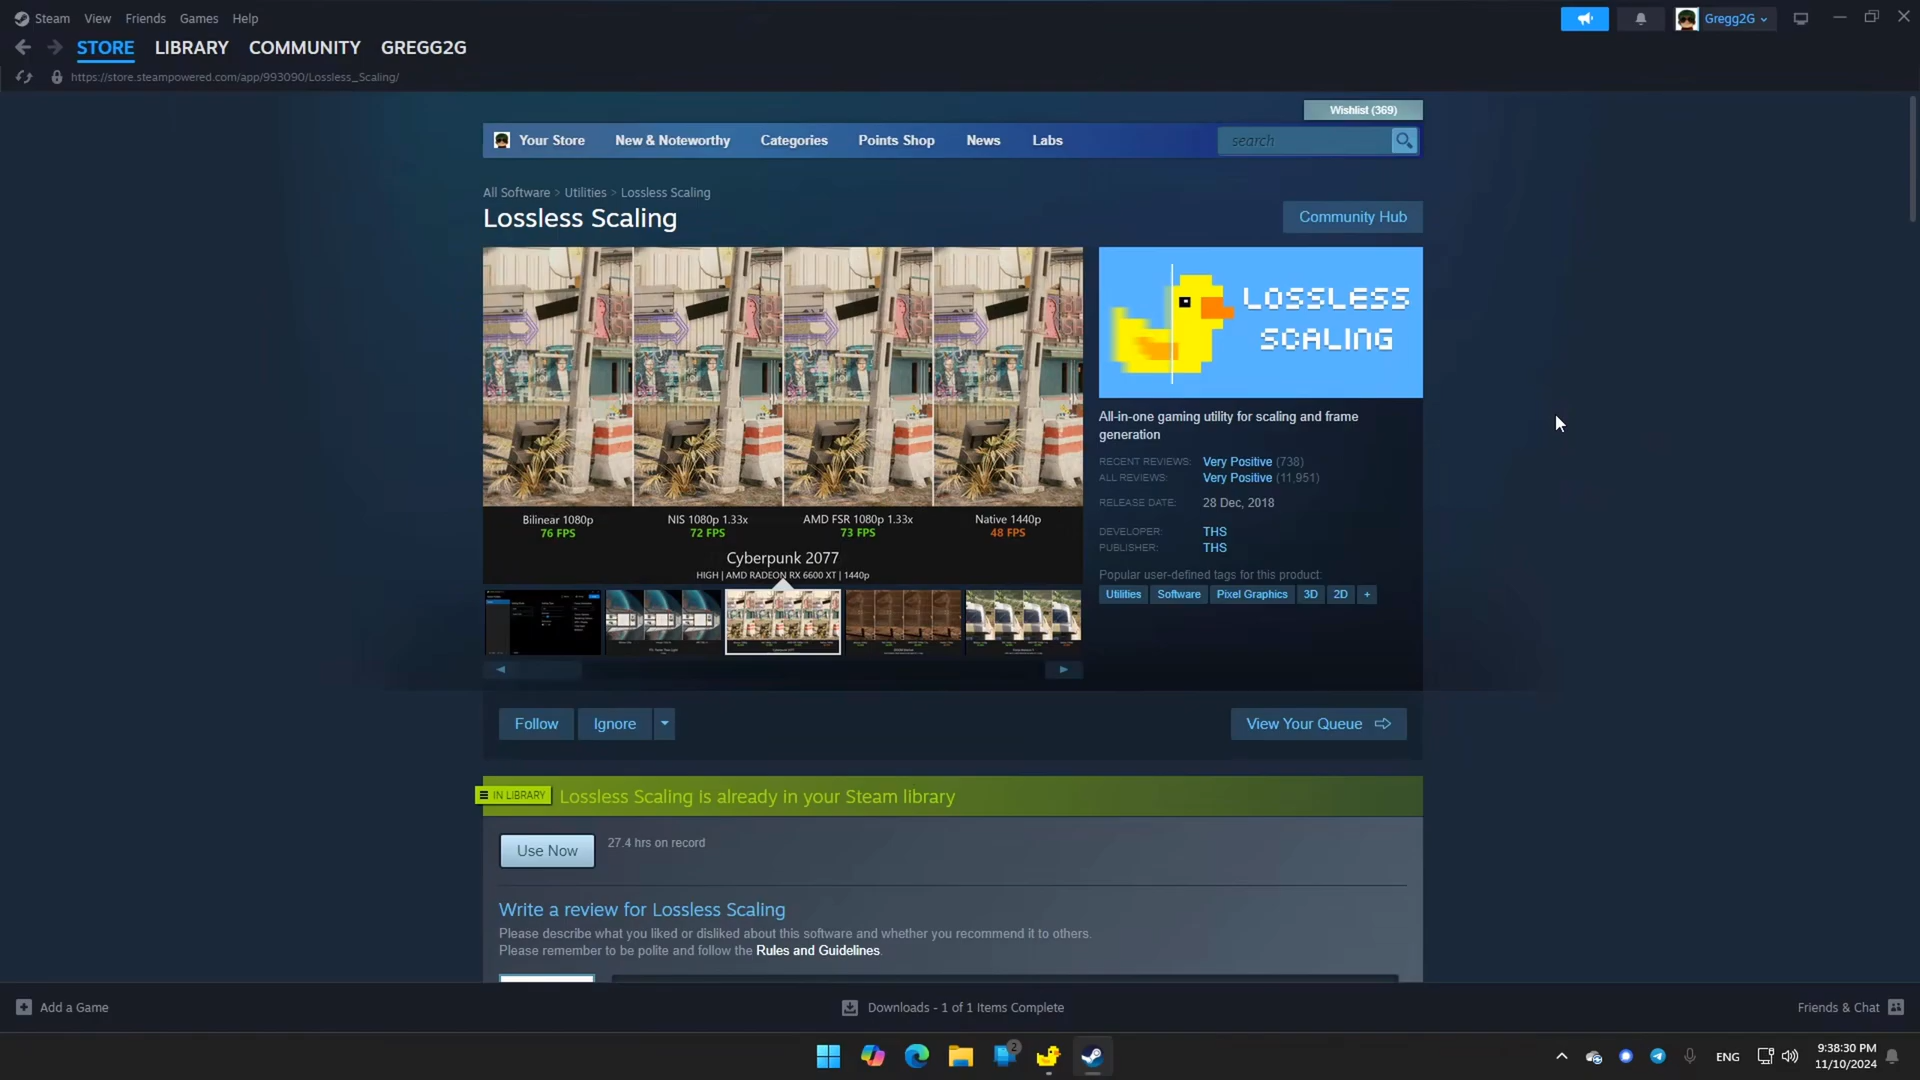 Steam View Friends Games Help
Gregg2G
STORE LIBRARY COMMUNITY GREGG2G
https://store.steampowered.com/app/993090/Lossless_Scaling/
Wishlist (369)
Your Store New & Noteworthy Categories Points Shop News Labs
search
All Software > Utilities > Lossless Scaling
Lossless Scaling
Community Hub
LOSSLESS
SCALING
All-in-one gaming utility for scaling and frame
generation
RECENT REVIEWS: Very Positive (738)
ALL REVIEWS: Very Positive (11,951)
RELEASE DATE: 28 Dec, 2018
DEVELOPER: THS
PUBLISHER: THS
Popular user-defined tags for this product:
Utilities Software Pixel Graphics 3D 2D +
Bilinear 1080p NIS 1080p 1.33x AMD FSR 1080p 1.33x Native 1440p
76 FPS 72 FPS 73 FPS 48 FPS
Cyberpunk 2077
HIGH | AMD RADEON RX 6600 XT | 1440p
Follow Ignore
View Your Queue
IN LIBRARY Lossless Scaling is already in your Steam library
Use Now 27.4 hrs on record
Write a review for Lossless Scaling
Please describe what you liked or disliked about this software and whether you recommend it to others.
Please remember to be polite and follow the Rules and Guidelines.
Add a Game
Downloads - 1 of 1 Items Complete
Friends & Chat
2
ENG
9:38:30 PM
11/10/2024